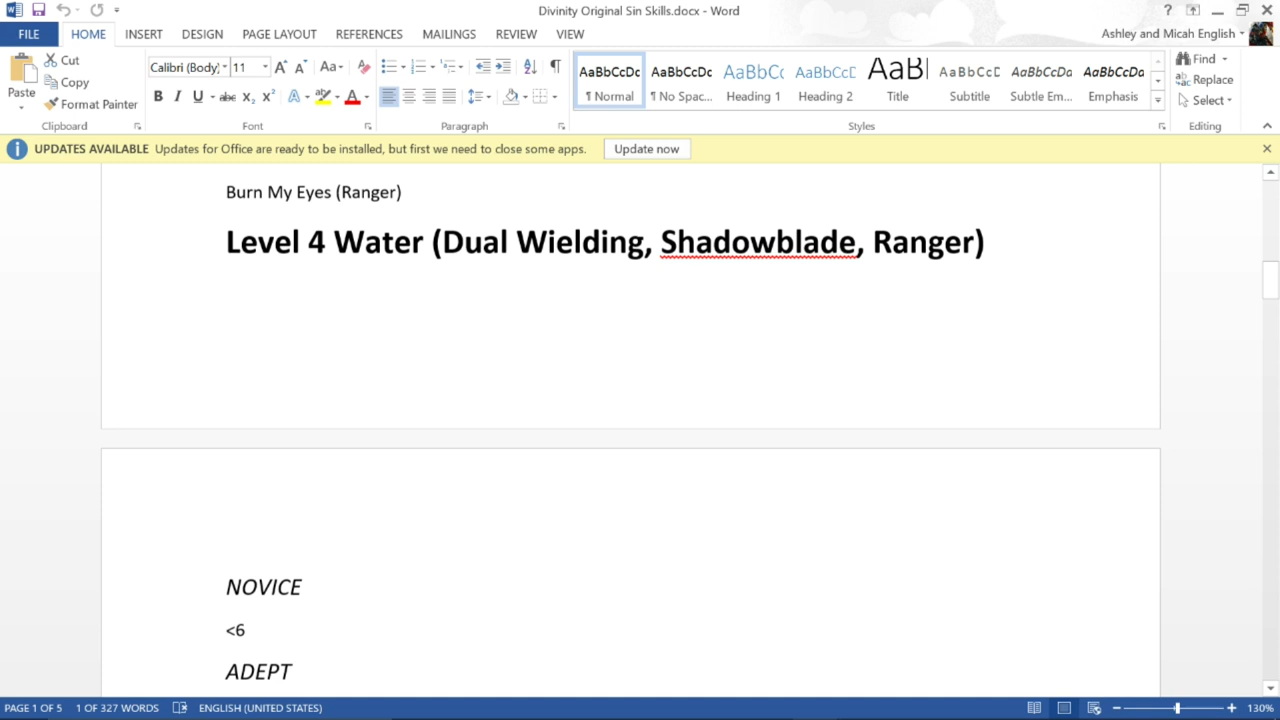 Divinity Original Sin Skills.docx - Word
?
FILE HOME INSERT DESIGN PAGE LAYOUT REFERENCES MAILINGS REVIEW VIEW
Ashley and Micah English
Paste
Cut
Copy
Format Painter
Clipboard
Calibri (Body) 11
Font
Paragraph
AaBbCcDc AaBbCcDc AaBbCc AaBbCcC AaBl AaBbCcC AaBbCcDa AaBbCcDa
¶ Normal ¶ No Spac... Heading 1 Heading 2 Title Subtitle Subtle Em... Emphasis
Styles
Find
Replace
Select
Editing
UPDATES AVAILABLE Updates for Office are ready to be installed, but first we need to close some apps. Update now
Burn My Eyes (Ranger)
Level 4 Water (Dual Wielding, Shadowblade, Ranger)
NOVICE
<6
ADEPT
PAGE 1 OF 5 1 OF 327 WORDS ENGLISH (UNITED STATES) 130%